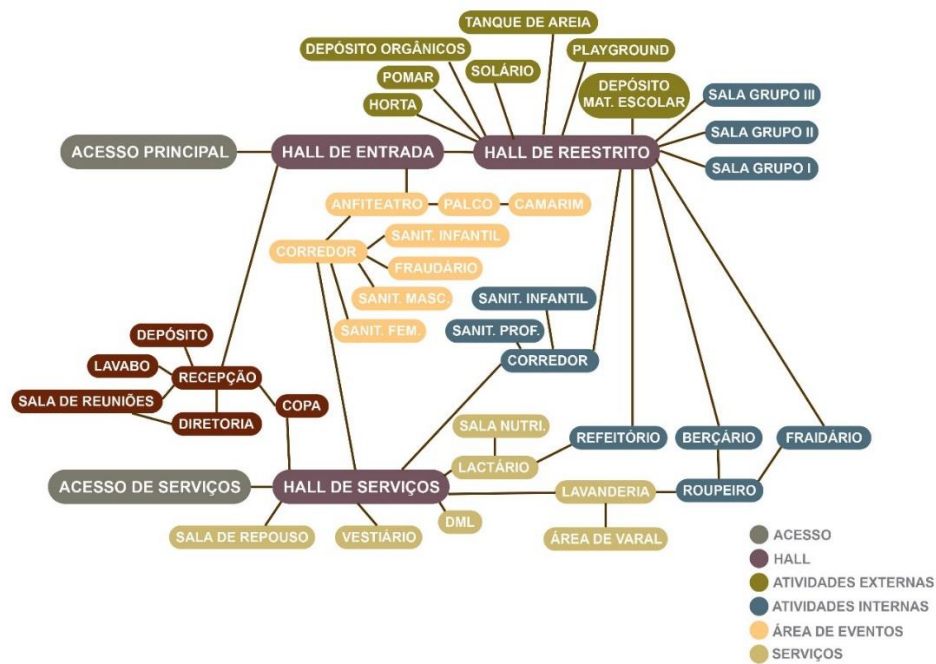 TANQUE DE AREIA
DEPÓSITO ORGÂNICOS
PLAYGROUND
POMAR
SOLÁRIO
DEPÓSITO
MAT. ESCOLAR
HORTA
SALA GRUPO III
SALA GRUPO II
SALA GRUPO I
ACESSO PRINCIPAL
HALL DE ENTRADA
HALL DE REESTRITO
ANFITEATRO
PALCO
CAMARIM
CORREDOR
SANIT. INFANTIL
FRAUDÁRIO
SANIT. MASC.
SANIT. FEM.
SANIT. INFANTIL
SANIT. PROF.
CORREDOR
DEPÓSITO
LAVABO
RECEPÇÃO
SALA DE REUNIÕES
DIRETORIA
COPA
SALA NUTRI.
REFEITÓRIO
BERÇÁRIO
FRAIDÁRIO
LACTÁRIO
ACESSO DE SERVIÇOS
HALL DE SERVIÇOS
LAVANDERIA
ROUPEIRO
DML
SALA DE REPOUSO
VESTIÁRIO
ÁREA DE VARAL
ACESSO
HALL
ATIVIDADES EXTERNAS
ATIVIDADES INTERNAS
ÁREA DE EVENTOS
SERVIÇOS